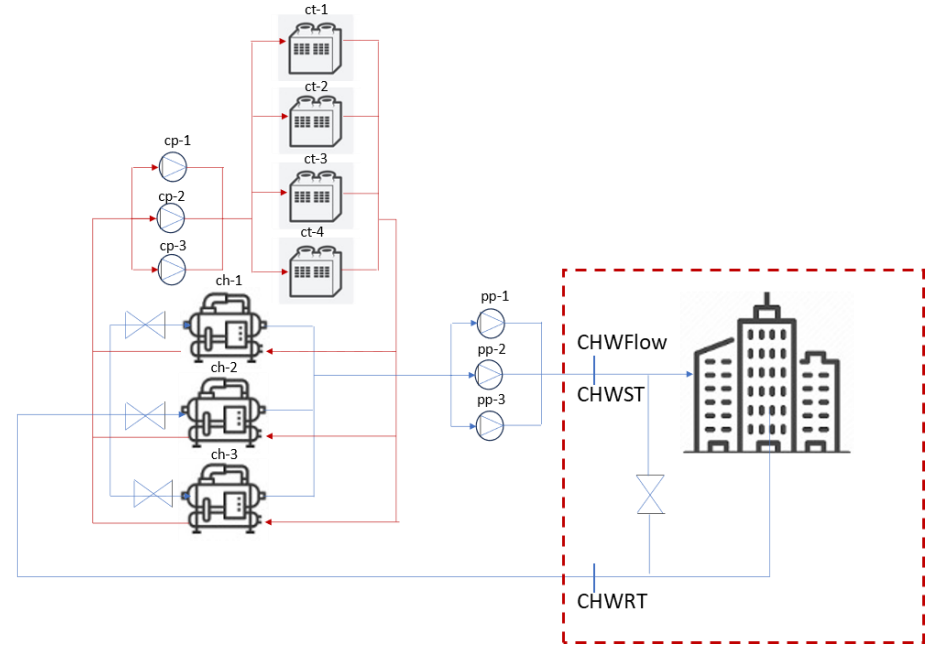 ct-1
ct-2
ct-3
ct-4
cp-1
cp-2
cp-3
ch-1
ch-2
ch-3
pp-1
pp-2
pp-3
CHWFlow
CHWST
CHWRT